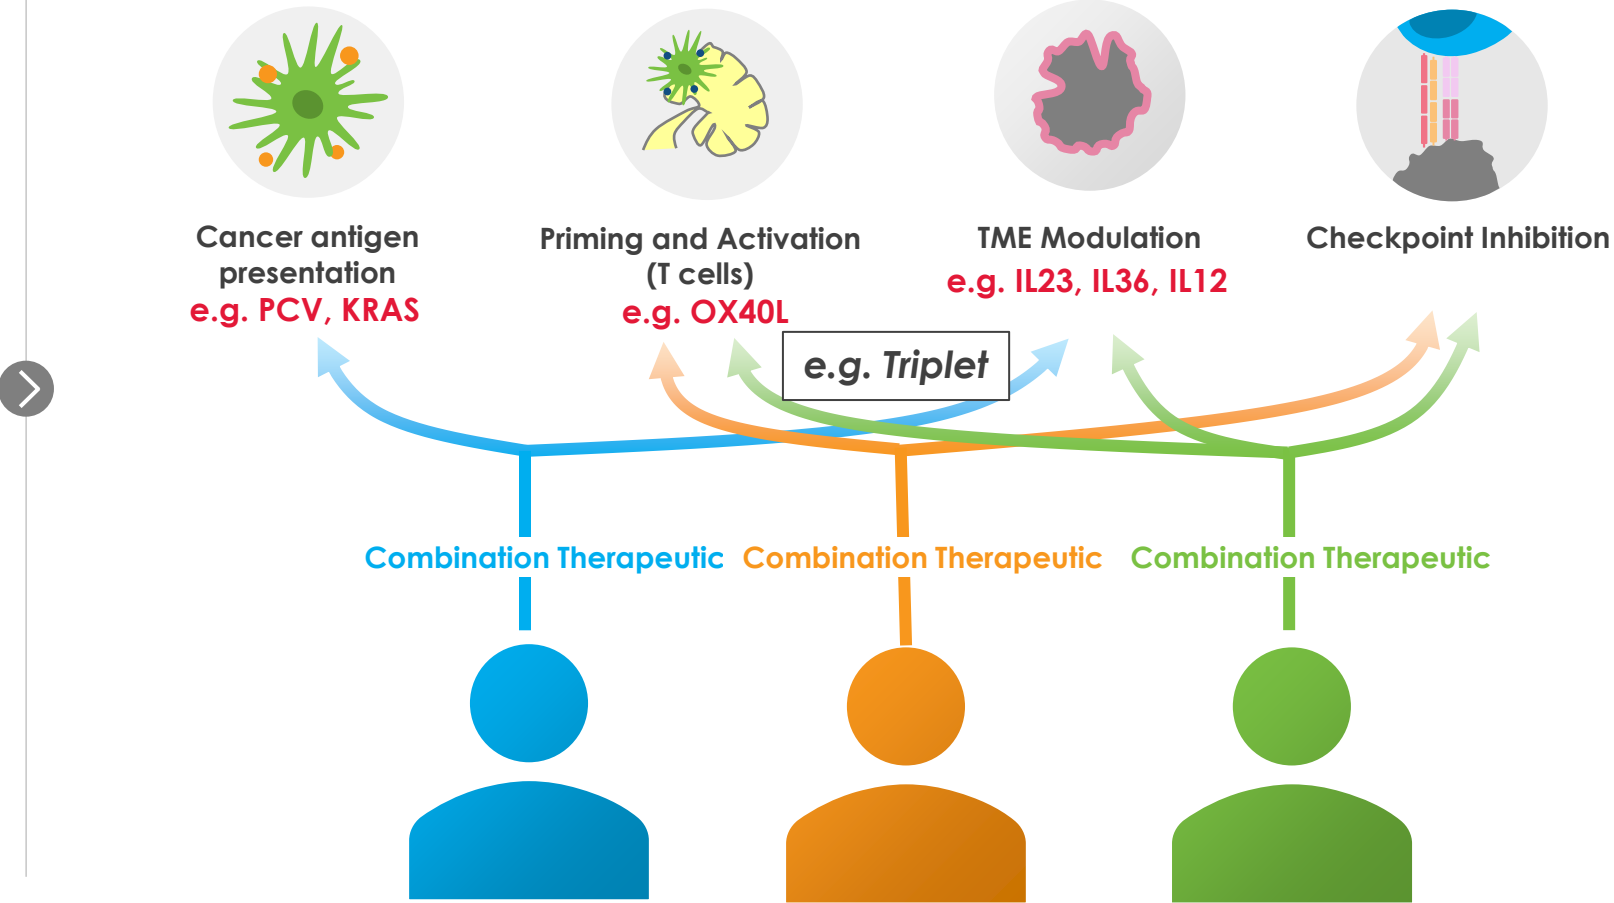 Cancer antigen
presentation
e.g. PCV, KRAS
Priming and Activation
(T cells)
e.g. OX40L
TME Modulation
e.g. IL23, IL36, IL12
Checkpoint Inhibition
e.g. Triplet
Combination Therapeutic
Combination Therapeutic
Combination Therapeutic